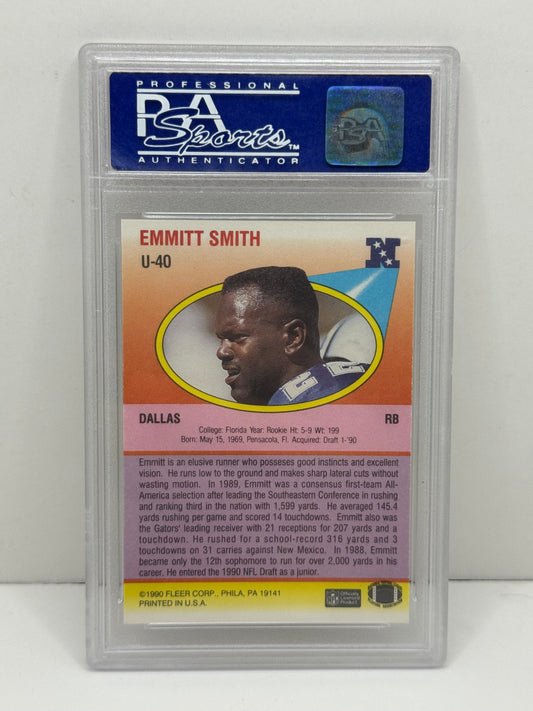 PROFESSIONAL
PSA
Sports™
AUTHENTICATOR
PSA
EMMITT SMITH
U-40
N
DALLAS
RB
College: Florida Year: Rookie Ht: 5-9 Wt: 199
Born: May 15, 1969, Pensacola, Fl. Acquired: Draft 1-'90
Emmitt is an elusive runner who posseses good instincts and excellent
vision. He runs low to the ground and makes sharp lateral cuts without
wasting motion. In 1989, Emmitt was a consensus first-team All-
America selection after leading the Southeastern Conference in rushing
and ranking third in the nation with 1,599 yards. He averaged 145.4
yards rushing per game and scored 14 touchdowns. Emmitt also was
the Gators' leading receiver with 21 receptions for 207 yards and a
touchdown. He rushed for a school-record 316 yards and 3
touchdowns on 31 carries against New Mexico. In 1988, Emmitt
became only the 12th sophomore to run for over 2,000 yards in his
career. He entered the 1990 NFL Draft as a junior.
©1990 FLEER CORP., PHILA, PA 19141
PRINTED IN U.S.A.
NFL
Officially
Licensed
Product